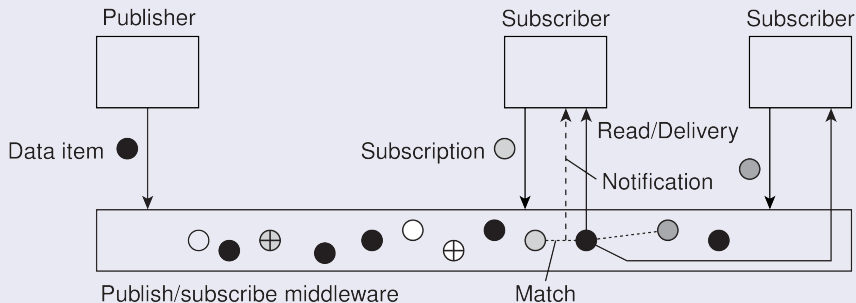 Publisher
Subscriber
Subscriber
Data item
Subscription
Read/Delivery
Notification
Publish/subscribe middleware
Match